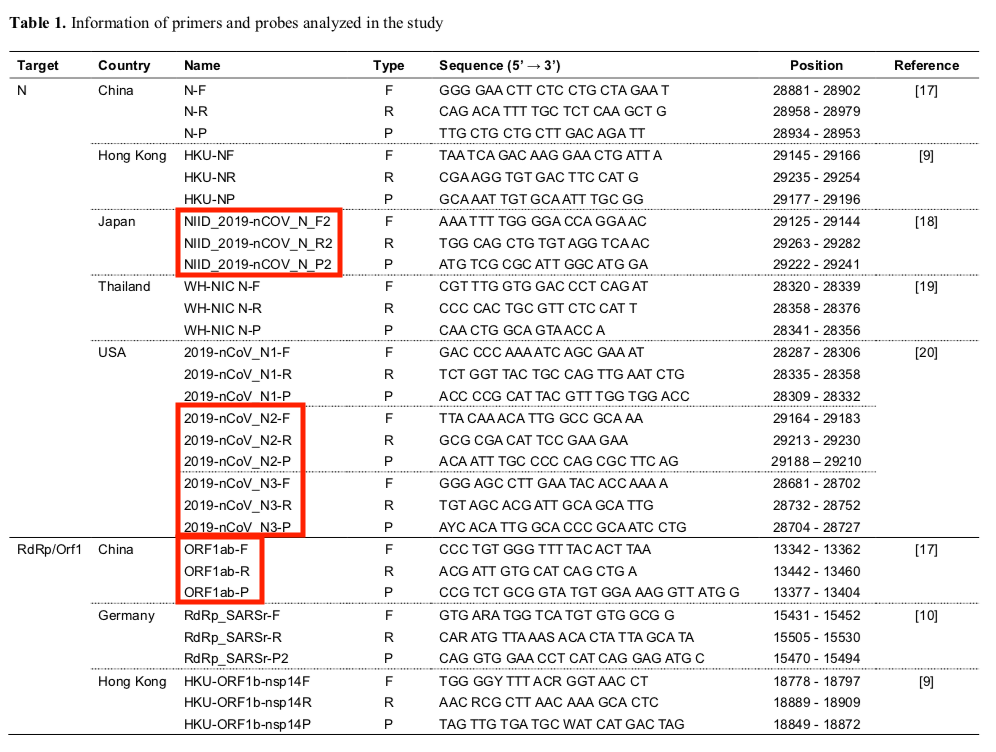 Table 1. Information of primers and probes analyzed in the study
Target Country Name Type Sequence (5’ → 3’) Position Reference
N China N-F F GGG GAA CTT CTC CTG CTA GAA T 28881 - 28902 [17]
N-R R CAG ACA TTT TGC TCT CAA GCT G 28958 - 28979
N-P P TTG CTG CTG CTT GAC AGA TT 28934 - 28953
Hong Kong HKU-NF F TAA TCA GAC AAG GAA CTG ATT A 29145 - 29166 [9]
HKU-NR R CGA AGG TGT GAC TTC CAT G 29235 - 29254
HKU-NP P GCA AAT TGT GCA ATT TGC GG 29177 - 29196
Japan NIID_2019-nCOV_N_F2 F AAA TTT TGG GGA CCA GGA AC 29125 - 29144 [18]
NIID_2019-nCOV_N_R2 R TGG CAG CTG TGT AGG TCA AC 29263 - 29282
NIID_2019-nCOV_N_P2 P ATG TCG CGC ATT GGC ATG GA 29222 - 29241
Thailand WH-NIC N-F F CGT TTG GTG GAC CCT CAG AT 28320 - 28339 [19]
WH-NIC N-R R CCC CAC TGC GTT CTC CAT T 28358 - 28376
WH-NIC N-P P CAA CTG GCA GTA ACC A 28341 - 28356
USA 2019-nCoV_N1-F F GAC CCC AAA ATC AGC GAA AT 28287 - 28306 [20]
2019-nCoV_N1-R R TCT GGT TAC TGC CAG TTG AAT CTG 28335 - 28358
2019-nCoV_N1-P P ACC CCG CAT TAC GTT TGG TGG ACC 28309 - 28332
2019-nCoV_N2-F F TTA CAA ACA TTG GCC GCA AA 29164 - 29183
2019-nCoV_N2-R R GCG CGA CAT TCC GAA GAA 29213 - 29230
2019-nCoV_N2-P P ACA ATT TGC CCC CAG CGC TTC AG 29188 – 29210
2019-nCoV_N3-F F GGG AGC CTT GAA TAC ACC AAA A 28681 - 28702
2019-nCoV_N3-R R TGT AGC ACG ATT GCA GCA TTG 28732 - 28752
2019-nCoV_N3-P P AYC ACA TTG GCA CCC GCA ATC CTG 28704 - 28727
RdRp/Orf1 China ORF1ab-F F CCC TGT GGG TTT TAC ACT TAA 13342 - 13362 [17]
ORF1ab-R R ACG ATT GTG CAT CAG CTG A 13442 - 13460
ORF1ab-P P CCG TCT GCG GTA TGT GGA AAG GTT ATG G 13377 - 13404
Germany RdRp_SARSr-F F GTG ARA TGG TCA TGT GTG GCG G 15431 - 15452 [10]
RdRp_SARSr-R R CAR ATG TTA AAS ACA CTA TTA GCA TA 15505 - 15530
RdRp_SARSr-P2 P CAG GTG GAA CCT CAT CAG GAG ATG C 15470 - 15494
Hong Kong HKU-ORF1b-nsp14F F TGG GGY TTT ACR GGT AAC CT 18778 - 18797 [9]
HKU-ORF1b-nsp14R R AAC RCG CTT AAC AAA GCA CTC 18889 - 18909
HKU-ORF1b-nsp14P P TAG TTG TGA TGC WAT CAT GAC TAG 18849 - 18872